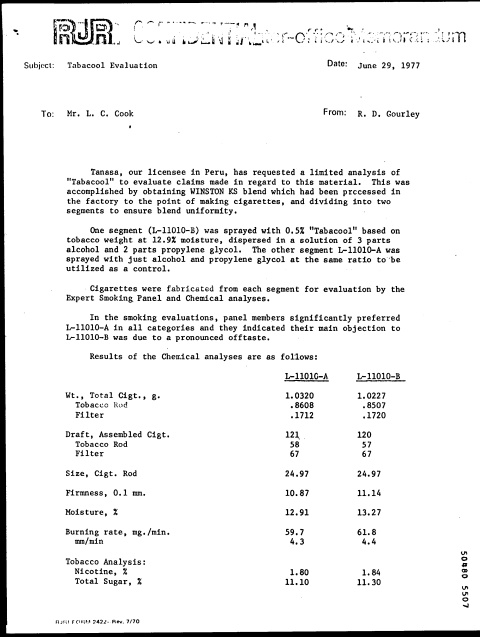 RJR CONFIDENTIAL Inter-office Memorandum
Subject: Tabacool Evaluation Date: June 29, 1977
To: Mr. L. C. Cook From: R. D. Gourley
Tanasa, our licensee in Peru, has requested a limited analysis of
"Tabacool" to evaluate claims made in regard to this material. This was
accomplished by obtaining WINSTON KS blend which had been prccessed in
the factory to the point of making cigarettes, and dividing into two
segments to ensure blend uniformity.
One segment (L-11010-B) was sprayed with 0.5% "Tabacool" based on
tobacco weight at 12.9% moisture, dispersed in a solution of 3 parts
alcohol and 2 parts propylene glycol. The other segment L-11010-A was
sprayed with just alcohol and propylene glycol at the same ratio to be
utilized as a control.
Cigarettes were fabricated from each segment for evaluation by the
Expert Smoking Panel and Chemical analyses.
In the smoking evaluations, panel members significantly preferred
L-11010-A in all categories and they indicated their main objection to
L-11010-B was due to a pronounced offtaste.
Results of the Chemical analyses are as follows:
L-11010-A L-11010-B
Wt., Total Cigt., g. 1.0320 1.0227
Tobacco Rod .8608 .8507
Filter .1712 .1720
Draft, Assembled Cigt. 121 120
Tobacco Rod 58 57
Filter 67 67
Size, Cigt. Rod 24.97 24.97
Firmness, 0.1 mm. 10.87 11.14
Moisture, % 12.91 13.27
Burning rate, mg./min. 59.7 61.8
mm/min 4.3 4.4
Tobacco Analysis:
Nicotine, % 1.80 1.84
Total Sugar, % 11.10 11.30
50480 5507
RJR FORM 2422- Rev. 7/70